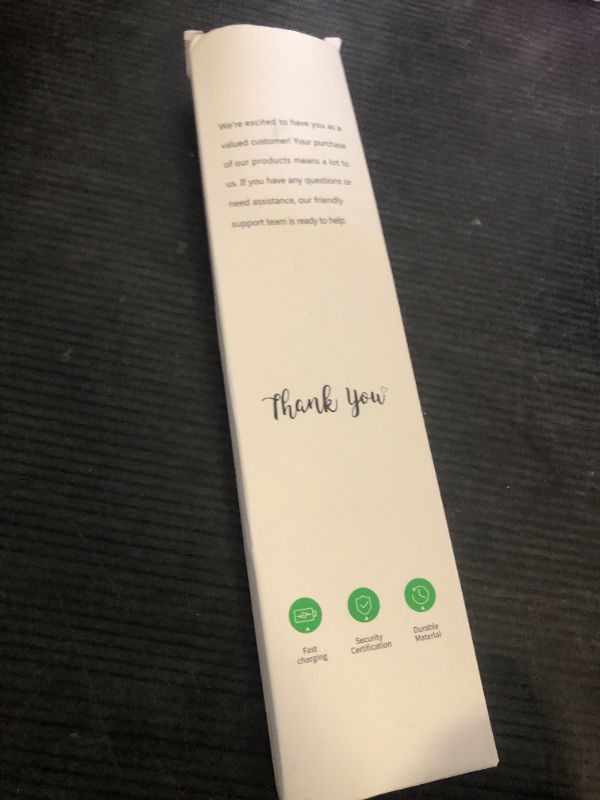 We're excited to have you as a
valued customer! Your purchase
of our products means a lot to
us. If you have any questions or
need assistance, our friendly
support team is ready to help.
Thank You
Fast
charging
Security
Certification
Durable
Material